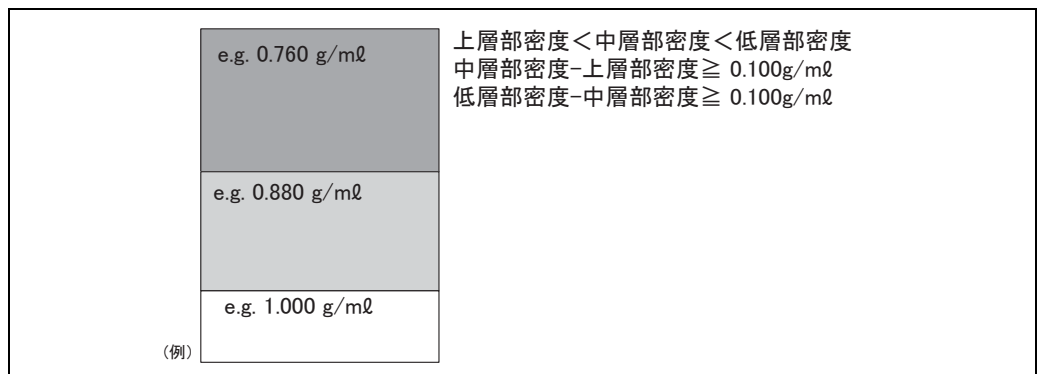 e.g. 0.760 g/mℓ
上層部密度＜中層部密度＜低層部密度
中層部密度-上層部密度≧ 0.100g/mℓ
低層部密度-中層部密度≧ 0.100g/mℓ
e.g. 0.880 g/mℓ
e.g. 1.000 g/mℓ
（例）